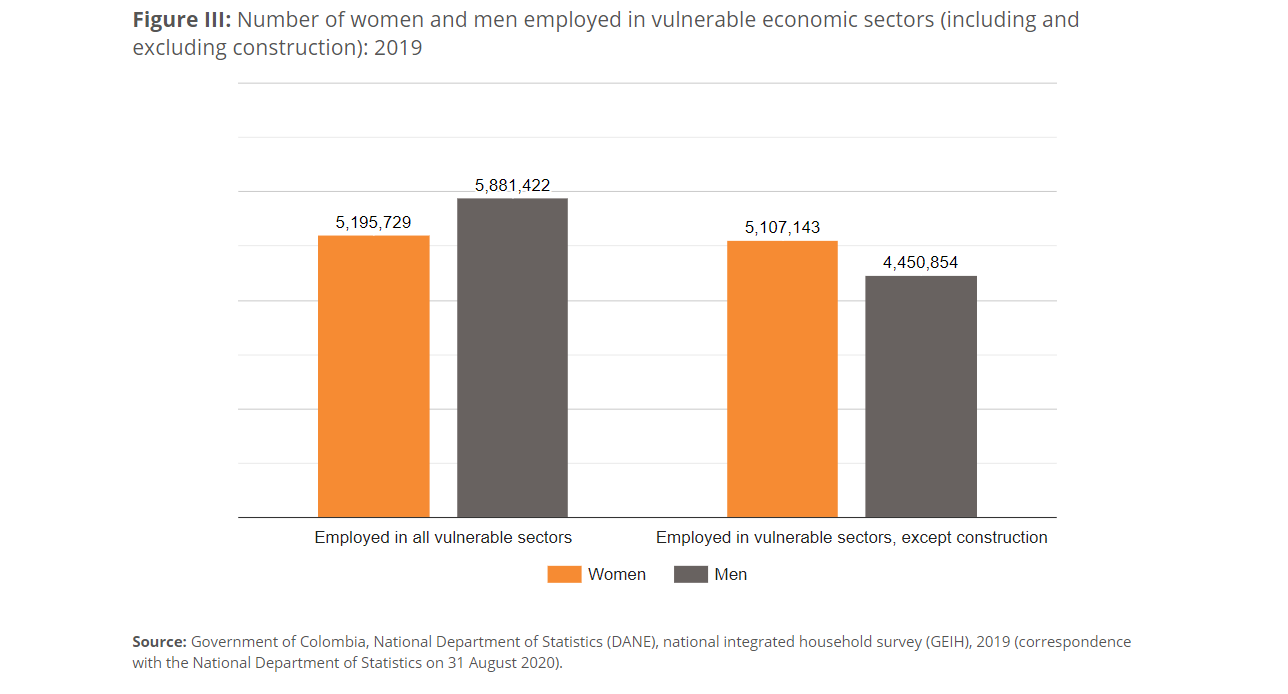 Figure III: Number of women and men employed in vulnerable economic sectors (including and
excluding construction): 2019
5,881,422
5,195,729
5,107,143
4,450,854
Employed in all vulnerable sectors
Employed in vulnerable sectors, except construction
Women
Men
Source: Government of Colombia, National Department of Statistics (DANE), national integrated household survey (GEIH), 2019 (correspondence
with the National Department of Statistics on 31 August 2020).